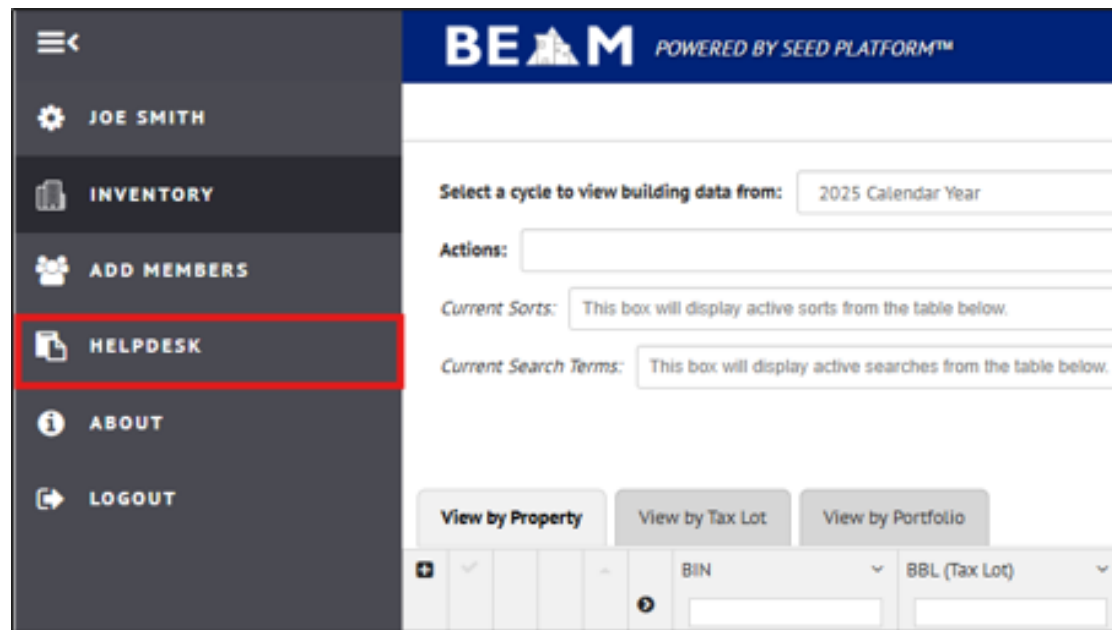 BEAM POWERED BY SEED PLATFORM™
JOE SMITH
INVENTORY
ADD MEMBERS
HELPDESK
ABOUT
LOGOUT
Select a cycle to view building data from: 2025 Calendar Year
Actions:
Current Sorts: This box will display active sorts from the table below.
Current Search Terms: This box will display active searches from the table below.
View by Property View by Tax Lot View by Portfolio
BIN BBL (Tax Lot)